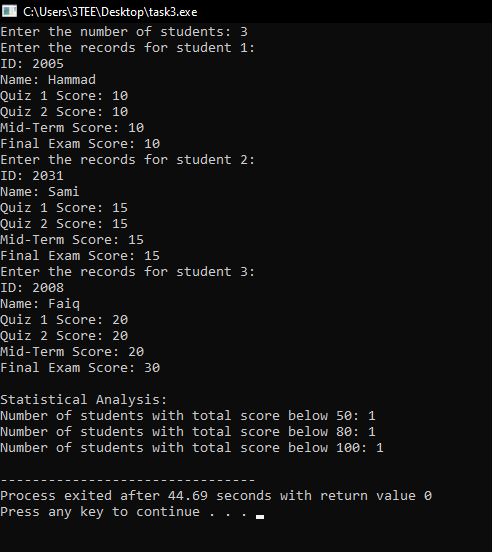 C:\Users\3TEE\Desktop\task3.exe
Enter the number of students: 3
Enter the records for student 1:
ID: 2005
Name: Hammad
Quiz 1 Score: 10
Quiz 2 Score: 10
Mid-Term Score: 10
Final Exam Score: 10
Enter the records for student 2:
ID: 2031
Name: Sami
Quiz 1 Score: 15
Quiz 2 Score: 15
Mid-Term Score: 15
Final Exam Score: 15
Enter the records for student 3:
ID: 2008
Name: Faiq
Quiz 1 Score: 20
Quiz 2 Score: 20
Mid-Term Score: 20
Final Exam Score: 30
Statistical Analysis:
Number of students with total score below 50: 1
Number of students with total score below 80: 1
Number of students with total score below 100: 1
--------------------------------
Process exited after 44.69 seconds with return value 0
Press any key to continue . . .